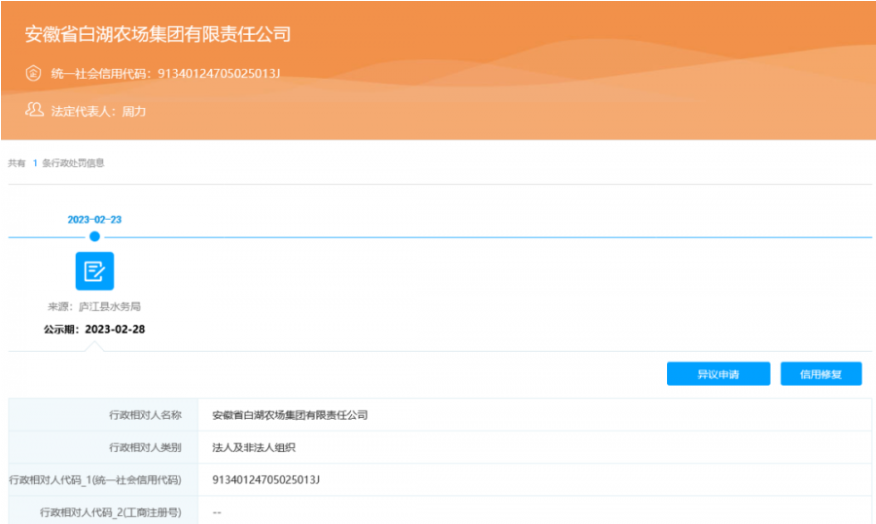 安徽省白湖农场集团有限责任公司
统一社会信用代码：91340124705025013J
法定代表人：周力
共有 1 条行政处罚信息
2023-02-23
来源：庐江县水务局
公示期：2023-02-28
异议申请 信用修复
行政相对人名称 安徽省白湖农场集团有限责任公司
行政相对人类别 法人及非法人组织
行政相对人代码_1(统一社会信用代码) 91340124705025013J
行政相对人代码_2(工商注册号) --